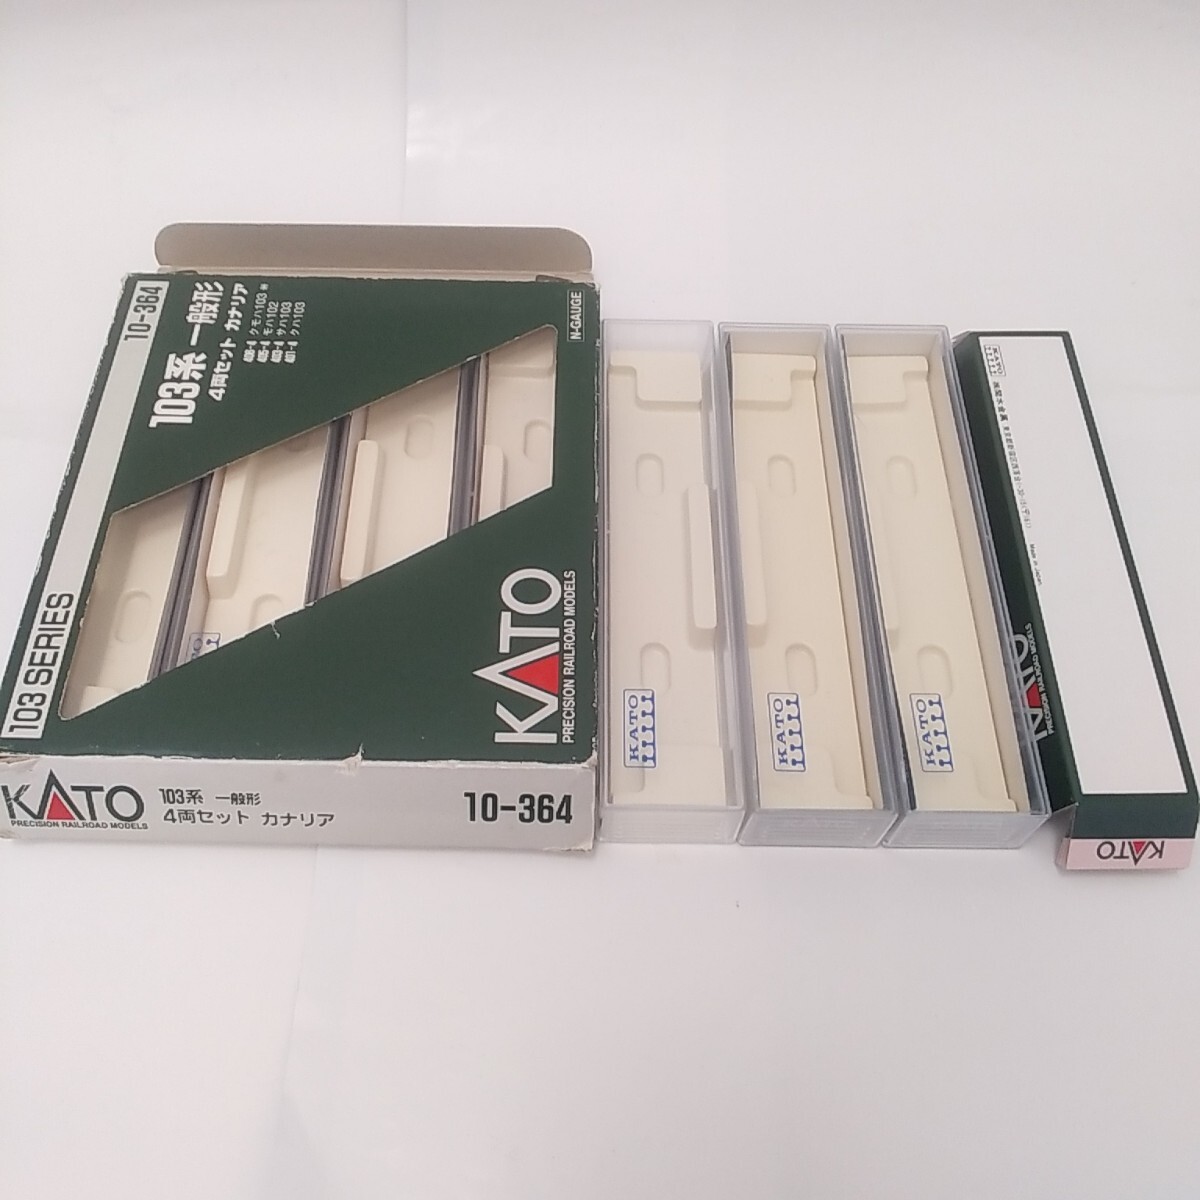 10-364
103系 一般形
4両セット カナリア
クモハ103
モハ102
サハ103
クハ103
N-GAUGE
103 SERIES
KATO
PRECISION RAILROAD MODELS
KATO
PRECISION RAILROAD MODELS
103系 一般形
4両セット カナリア
10-364
KATO
KATO
KATO
KATO
KATO
PRECISION RAILROAD MODELS
KATO